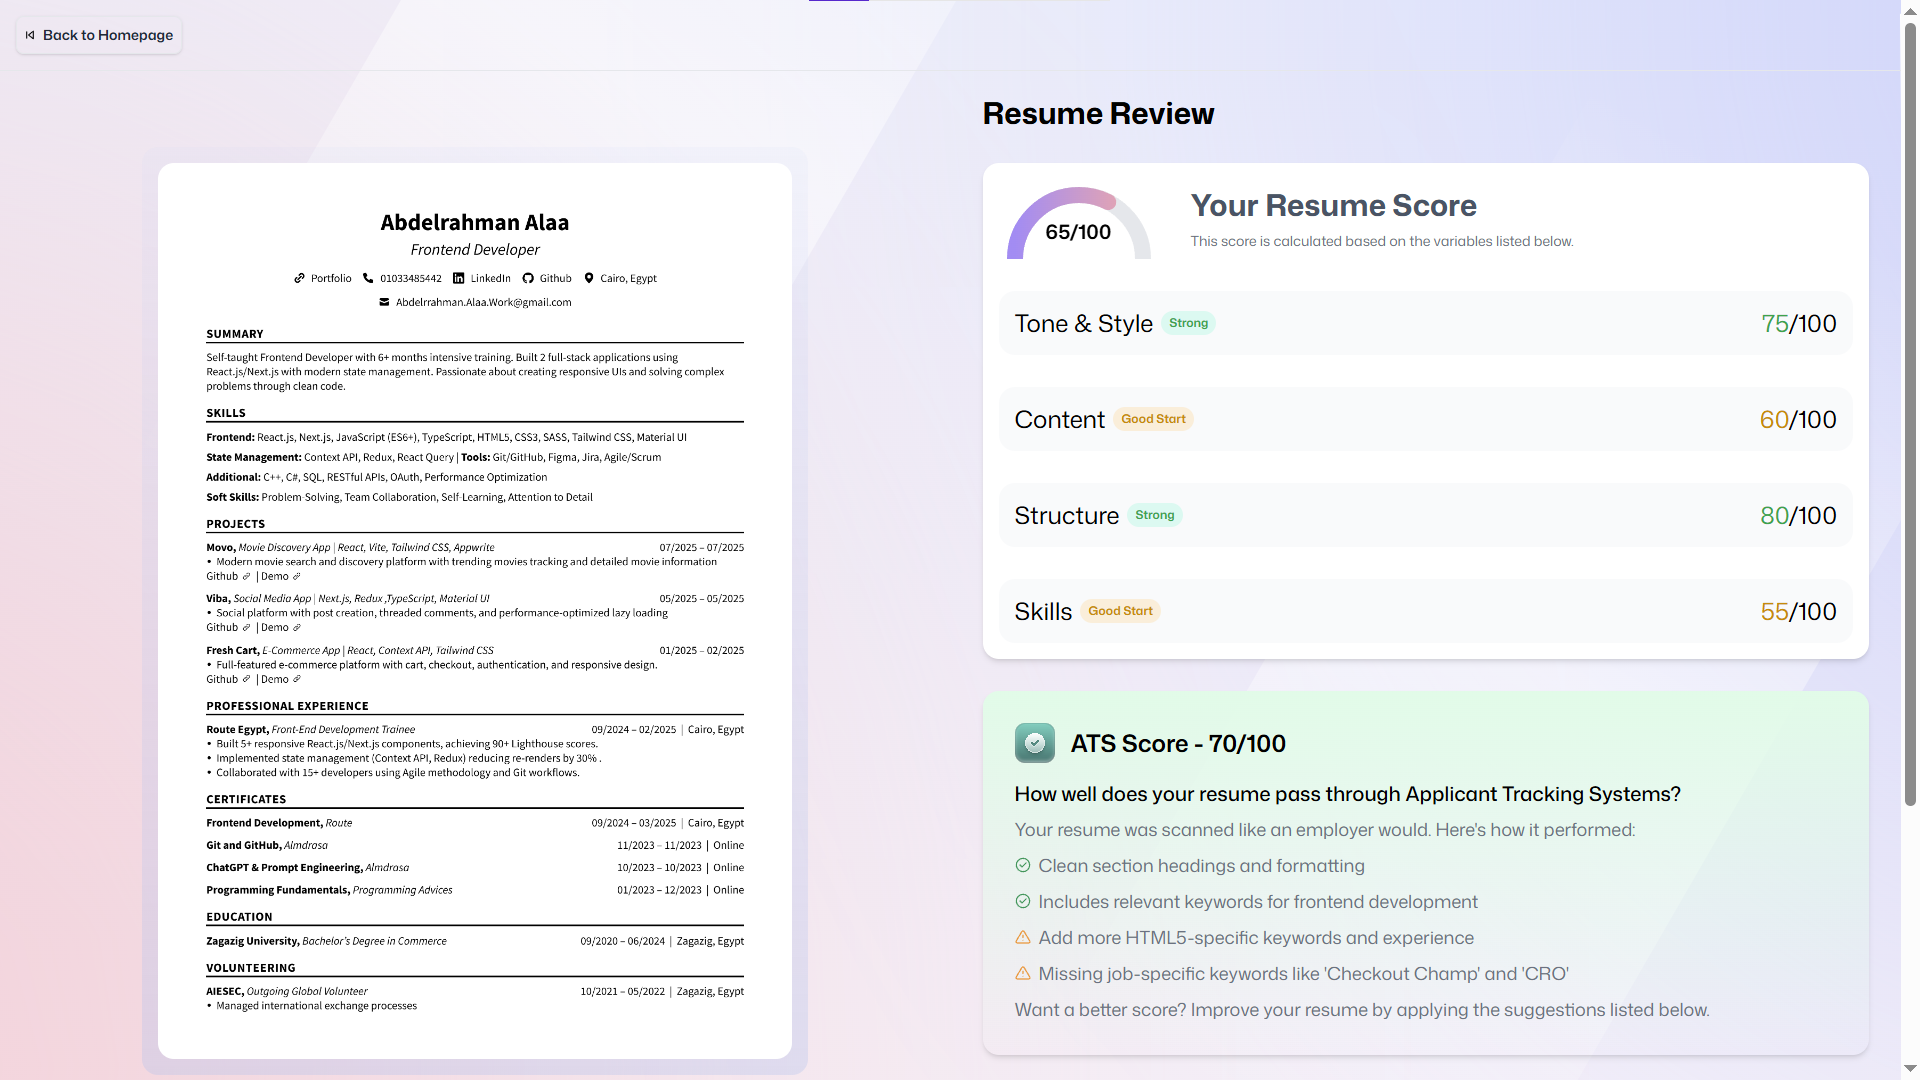 Back to Homepage
Abdelrahman Alaa
Frontend Developer
Portfolio 01033485442 LinkedIn Github Cairo, Egypt
Abdelrrahman.Alaa.Work@gmail.com
SUMMARY
Self-taught Frontend Developer with 6+ months intensive training. Built 2 full-stack applications using
React.js/Next.js with modern state management. Passionate about creating responsive UIs and solving complex
problems through clean code.
SKILLS
Frontend: React.js, Next.js, JavaScript (ES6+), TypeScript, HTML5, CSS3, SASS, Tailwind CSS, Material UI
State Management: Context API, Redux, React Query | Tools: Git/GitHub, Figma, Jira, Agile/Scrum
Additional: C++, C#, SQL, RESTful APIs, OAuth, Performance Optimization
Soft Skills: Problem-Solving, Team Collaboration, Self-Learning, Attention to Detail
PROJECTS
Movo, Movie Discovery App | React, Vite, Tailwind CSS, Appwrite 07/2025 – 07/2025
• Modern movie search and discovery platform with trending movies tracking and detailed movie information
Github | Demo
Viba, Social Media App | Next.js, Redux ,TypeScript, Material UI 05/2025 – 05/2025
• Social platform with post creation, threaded comments, and performance-optimized lazy loading
Github | Demo
Fresh Cart, E-Commerce App | React, Context API, Tailwind CSS 01/2025 – 02/2025
• Full-featured e-commerce platform with cart, checkout, authentication, and responsive design.
Github | Demo
PROFESSIONAL EXPERIENCE
Route Egypt, Front-End Development Trainee 09/2024 – 02/2025 | Cairo, Egypt
• Built 5+ responsive React.js/Next.js components, achieving 90+ Lighthouse scores.
• Implemented state management (Context API, Redux) reducing re-renders by 30% .
• Collaborated with 15+ developers using Agile methodology and Git workflows.
CERTIFICATES
Frontend Development, Route 09/2024 – 03/2025 | Cairo, Egypt
Git and GitHub, Almdrasa 11/2023 – 11/2023 | Online
ChatGPT & Prompt Engineering, Almdrasa 10/2023 – 10/2023 | Online
Programming Fundamentals, Programming Advices 01/2023 – 12/2023 | Online
EDUCATION
Zagazig University, Bachelor's Degree in Commerce 09/2020 – 06/2024 | Zagazig, Egypt
VOLUNTEERING
AIESEC, Outgoing Global Volunteer 10/2021 – 05/2022 | Zagazig, Egypt
• Managed international exchange processes
Resume Review
65/100
Your Resume Score
This score is calculated based on the variables listed below.
Tone & Style Strong 75/100
Content Good Start 60/100
Structure Strong 80/100
Skills Good Start 55/100
ATS Score - 70/100
How well does your resume pass through Applicant Tracking Systems?
Your resume was scanned like an employer would. Here's how it performed:
Clean section headings and formatting
Includes relevant keywords for frontend development
Add more HTML5-specific keywords and experience
Missing job-specific keywords like 'Checkout Champ' and 'CRO'
Want a better score? Improve your resume by applying the suggestions listed below.